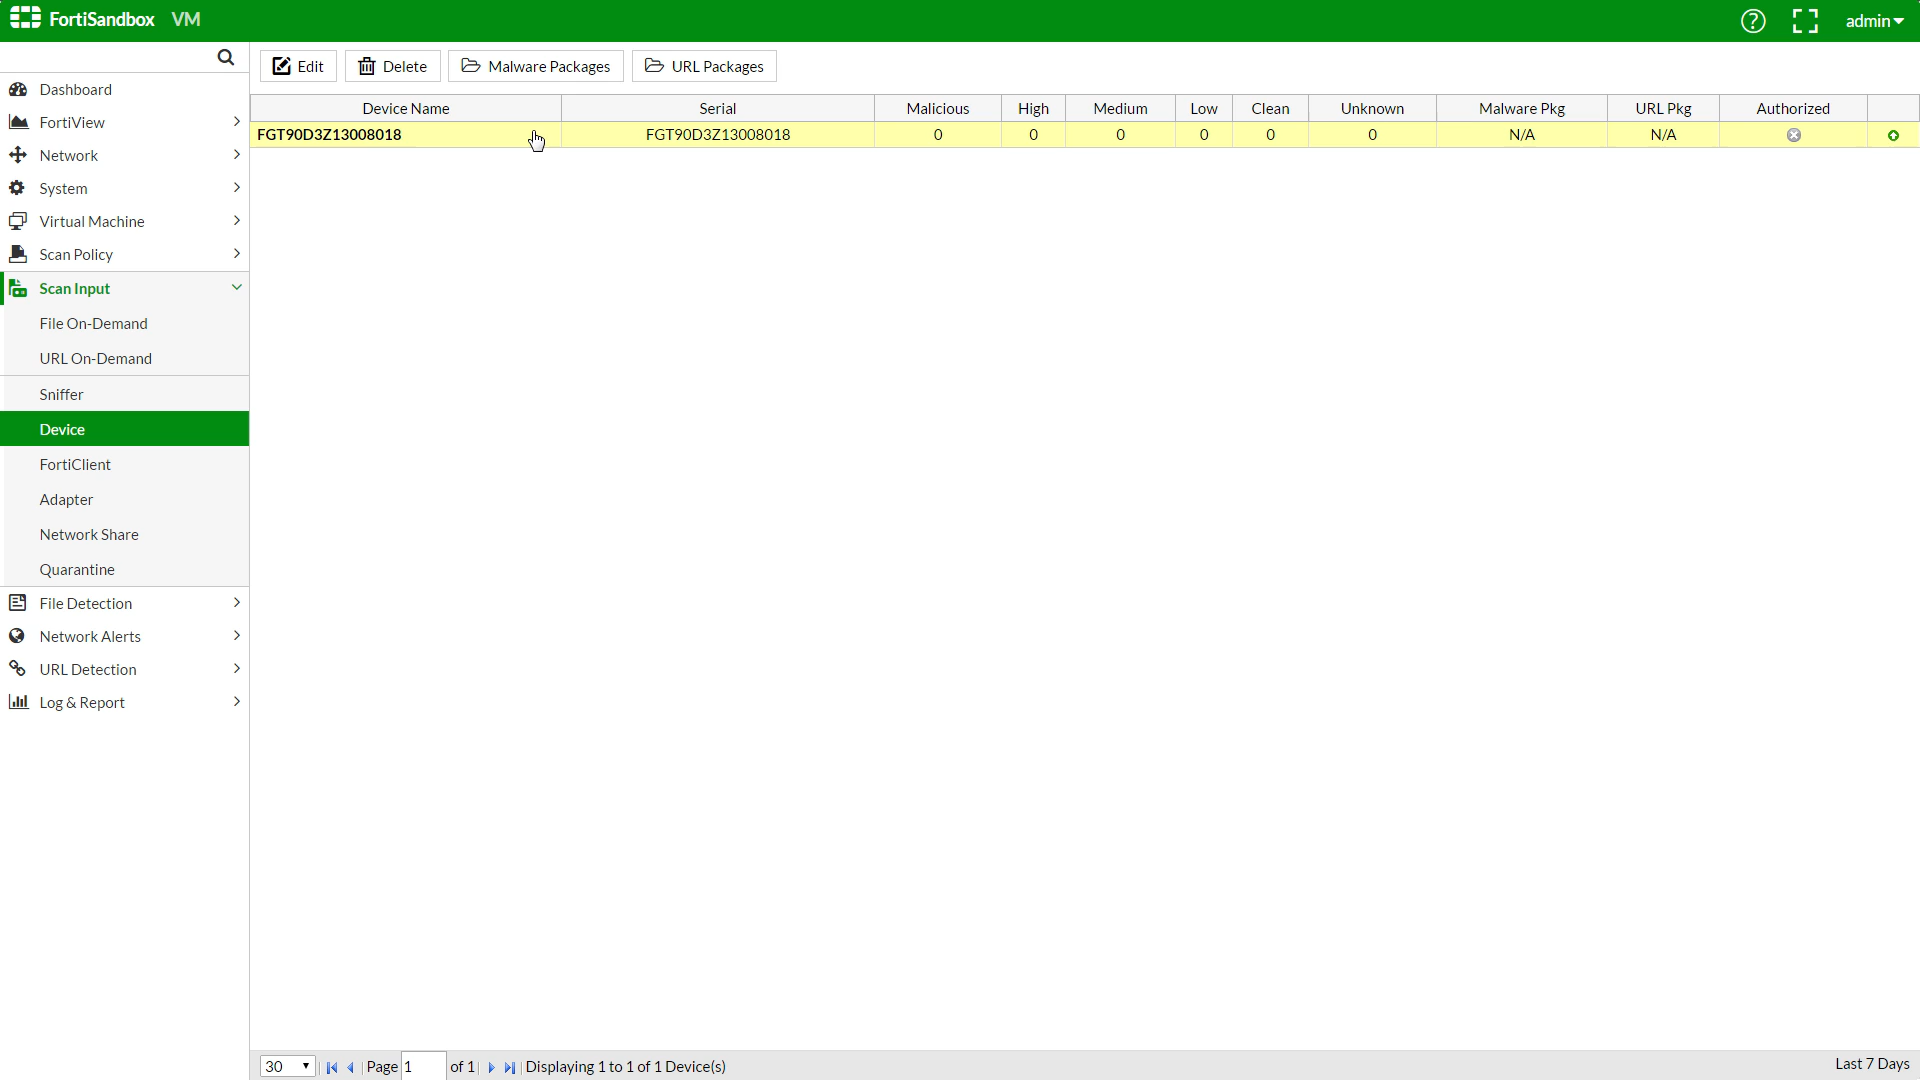 FortiSandbox VM
admin
Edit Delete Malware Packages URL Packages
Dashboard
FortiView
Network
System
Virtual Machine
Scan Policy
Scan Input
File On-Demand
URL On-Demand
Sniffer
Device
FortiClient
Adapter
Network Share
Quarantine
File Detection
Network Alerts
URL Detection
Log & Report
Device Name Serial Malicious High Medium Low Clean Unknown Malware Pkg URL Pkg Authorized
FGT90D3Z13008018 FGT90D3Z13008018 0 0 0 0 0 0 N/A N/A
30 Page 1 of 1 Displaying 1 to 1 of 1 Device(s) Last 7 Days